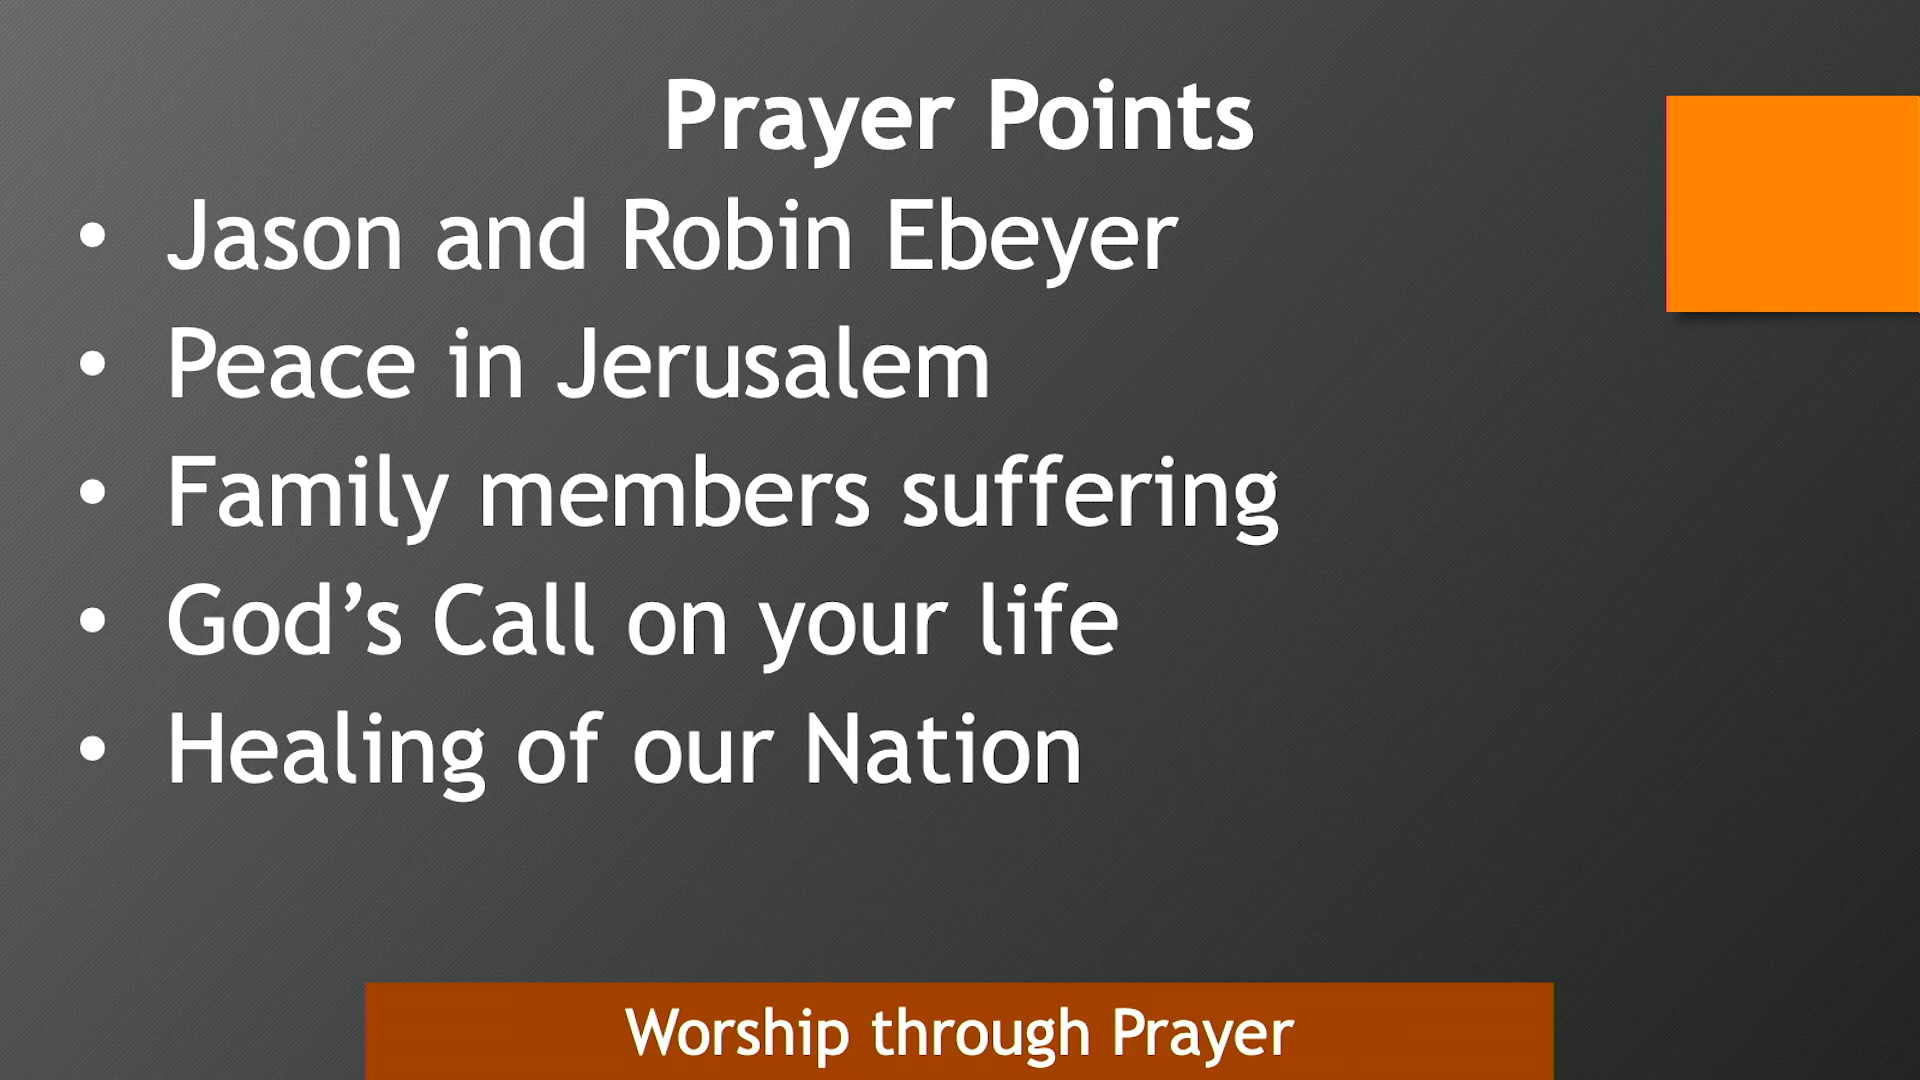 Prayer Points
• Jason and Robin Ebeyer
• Peace in Jerusalem
• Family members suffering
• God’s Call on your life
• Healing of our Nation
Worship through Prayer